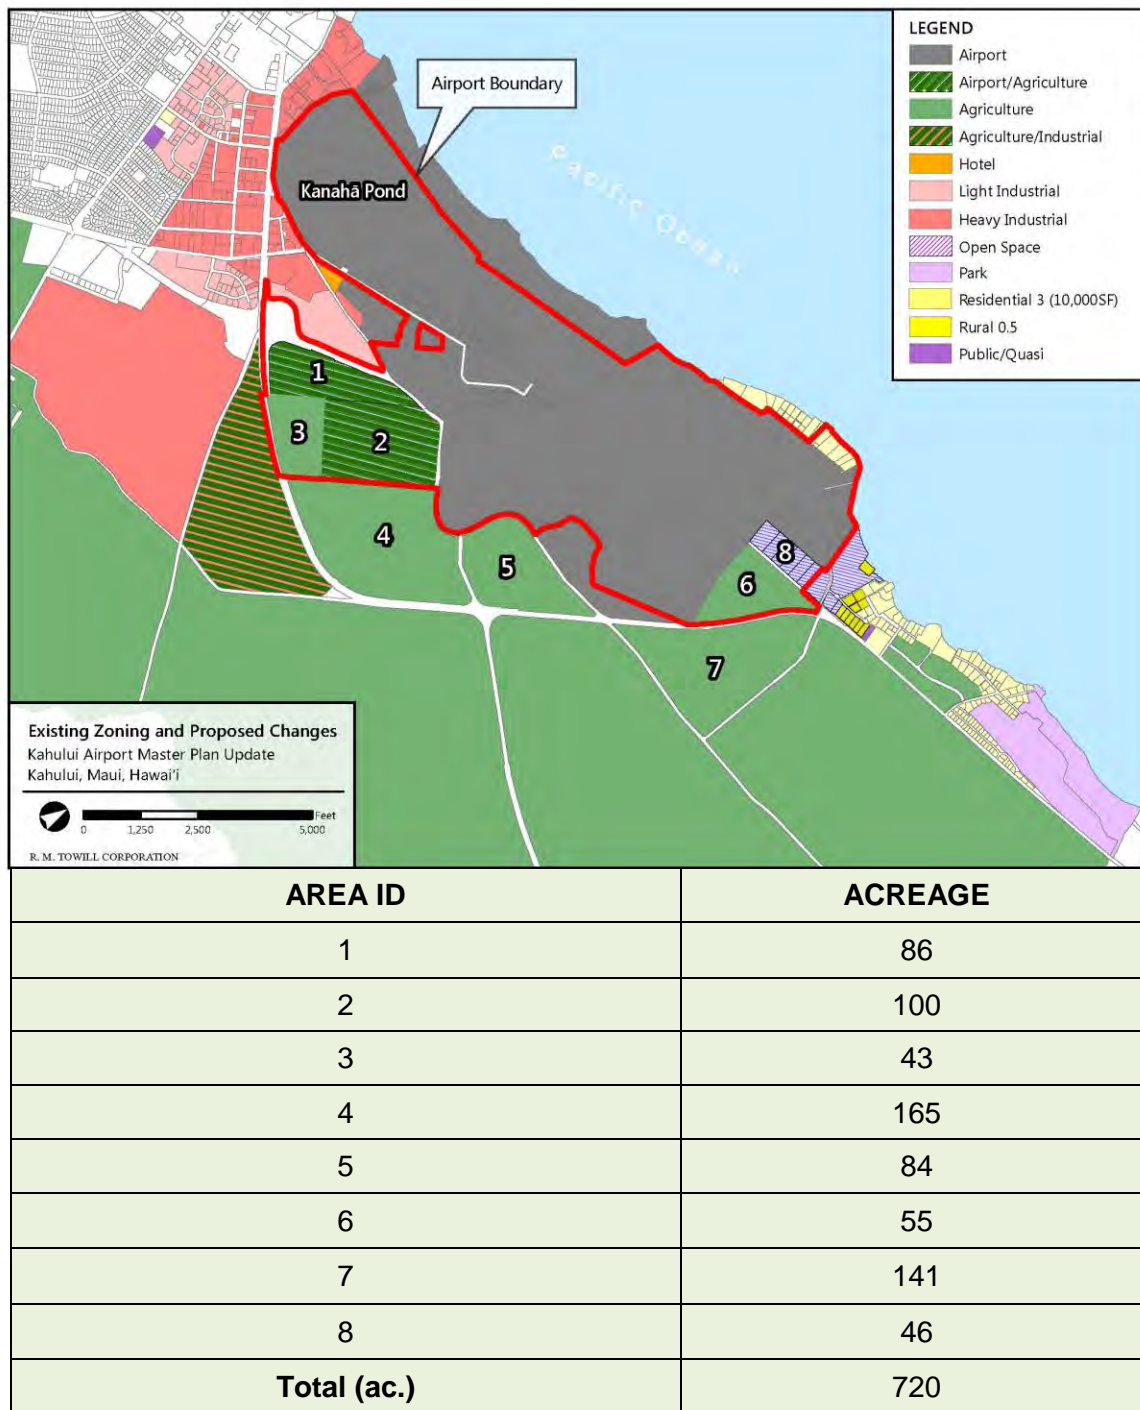 Airport Boundary
Kanahā Pond
Pacific Ocean
1
2
3
4
5
6
7
8
LEGEND
Airport
Airport/Agriculture
Agriculture
Agriculture/Industrial
Hotel
Light Industrial
Heavy Industrial
Open Space
Park
Residential 3 (10,000SF)
Rural 0.5
Public/Quasi
Existing Zoning and Proposed Changes
Kahului Airport Master Plan Update
Kahului, Maui, Hawai'i
Feet
0 1,250 2,500 5,000
R. M. TOWILL CORPORATION
AREA ID ACREAGE
1 86
2 100
3 43
4 165
5 84
6 55
7 141
8 46
Total (ac.) 720